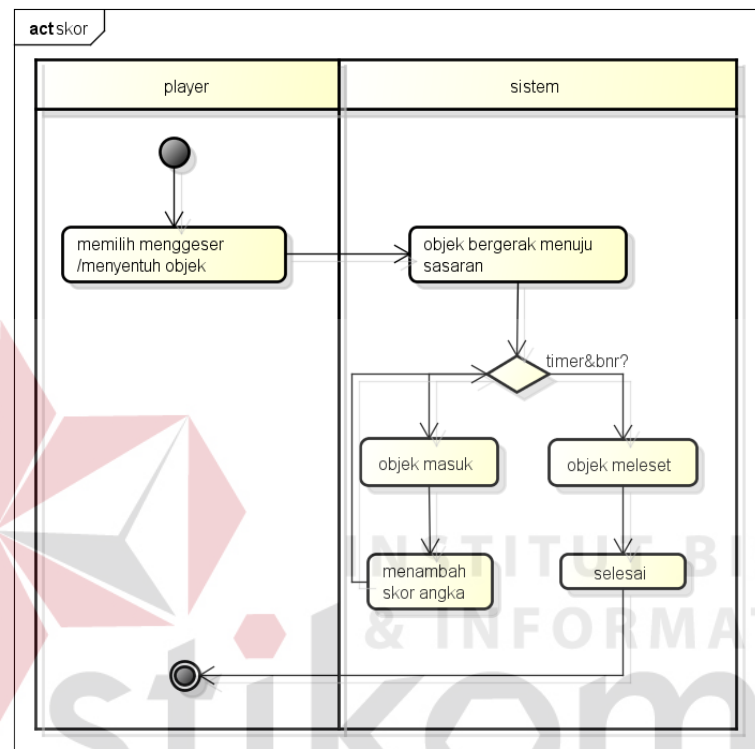 act skor
player
sistem
memilih menggeser
/menyentuh objek
objek bergerak menuju
sasaran
timer&bnr?
objek masuk
objek meleset
menambah
skor angka
selesai
INSTITUT BI
& INFORMA
stikom